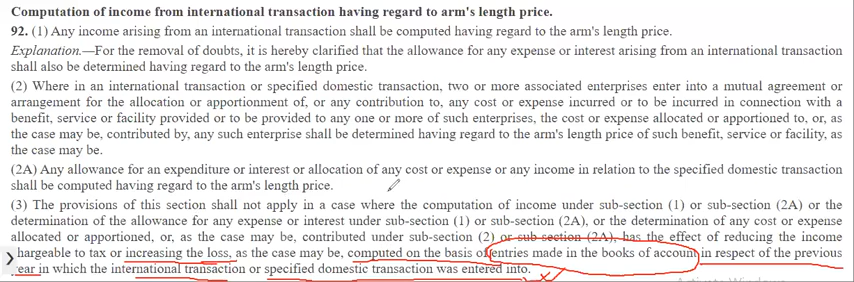 Computation of income from international transaction having regard to arm's length price.
92. (1) Any income arising from an international transaction shall be computed having regard to the arm's length price.
Explanation.—For the removal of doubts, it is hereby clarified that the allowance for any expense or interest arising from an international transaction
shall also be determined having regard to the arm's length price.
(2) Where in an international transaction or specified domestic transaction, two or more associated enterprises enter into a mutual agreement or
arrangement for the allocation or apportionment of, or any contribution to, any cost or expense incurred or to be incurred in connection with a
benefit, service or facility provided or to be provided to any one or more of such enterprises, the cost or expense allocated or apportioned to, or, as
the case may be, contributed by, any such enterprise shall be determined having regard to the arm's length price of such benefit, service or facility, as
the case may be.
(2A) Any allowance for an expenditure or interest or allocation of any cost or expense or any income in relation to the specified domestic transaction
shall be computed having regard to the arm's length price.
(3) The provisions of this section shall not apply in a case where the computation of income under sub-section (1) or sub-section (2A) or the
determination of the allowance for any expense or interest under sub-section (1) or sub-section (2A), or the determination of any cost or expense
allocated or apportioned, or, as the case may be, contributed under sub-section (2) or sub-section (2A), has the effect of reducing the income
hargeable to tax or increasing the loss, as the case may be, computed on the basis of entries made in the books of account in respect of the previous
year in which the international transaction or specified domestic transaction was entered into.